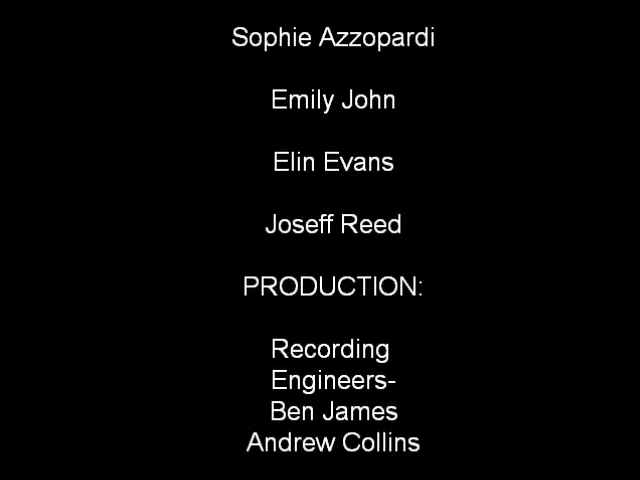 Sophie Azzopardi
Emily John
Elin Evans
Joseff Reed
PRODUCTION:
Recording
Engineers-
Ben James
Andrew Collins